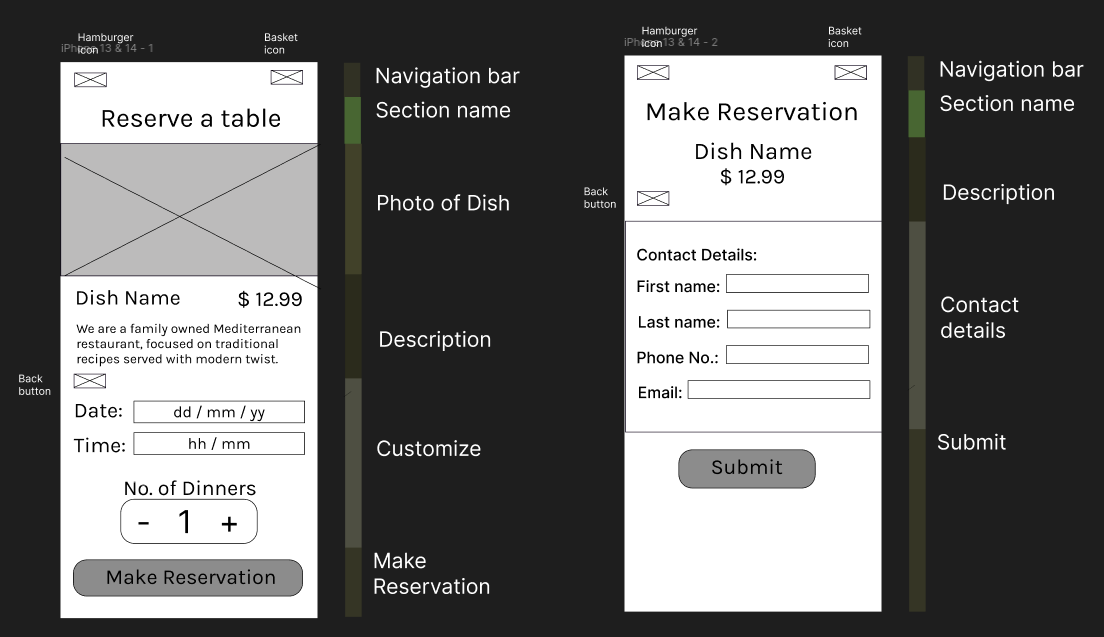 Hamburger
icon
iPhone 13 & 14 - 1
Basket
icon
Reserve a table
Dish Name
$ 12.99
We are a family owned Mediterranean
restaurant, focused on traditional
recipes served with modern twist.
Back
button
Date:
dd / mm / yy
Time:
hh / mm
No. of Dinners
- 1 +
Make Reservation
Navigation bar
Section name
Photo of Dish
Description
Customize
Make
Reservation
Hamburger
icon
iPhone 13 & 14 - 2
Basket
icon
Make Reservation
Dish Name
$ 12.99
Back
button
Contact Details:
First name:
Last name:
Phone No.:
Email:
Submit
Navigation bar
Section name
Description
Contact
details
Submit